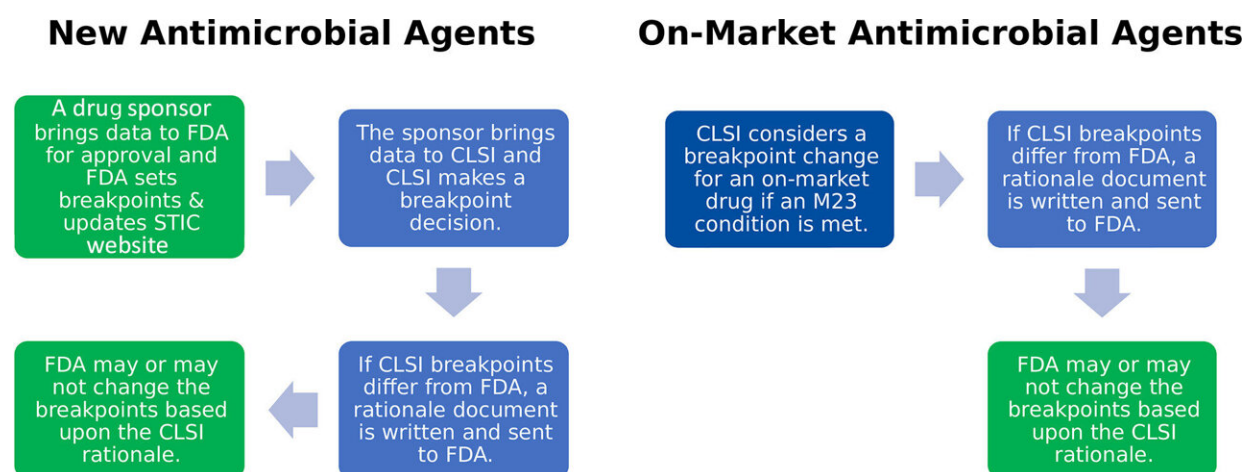 New Antimicrobial Agents
A drug sponsor
brings data to FDA
for approval and
FDA sets
breakpoints &
updates STIC
website
The sponsor brings
data to CLSI and
CLSI makes a
breakpoint
decision.
If CLSI breakpoints
differ from FDA, a
rationale document
is written and sent
to FDA.
FDA may or may
not change the
breakpoints based
upon the CLSI
rationale.
On-Market Antimicrobial Agents
CLSI considers a
breakpoint change
for an on-market
drug if an M23
condition is met.
If CLSI breakpoints
differ from FDA, a
rationale document
is written and sent
to FDA.
FDA may or may
not change the
breakpoints based
upon the CLSI
rationale.